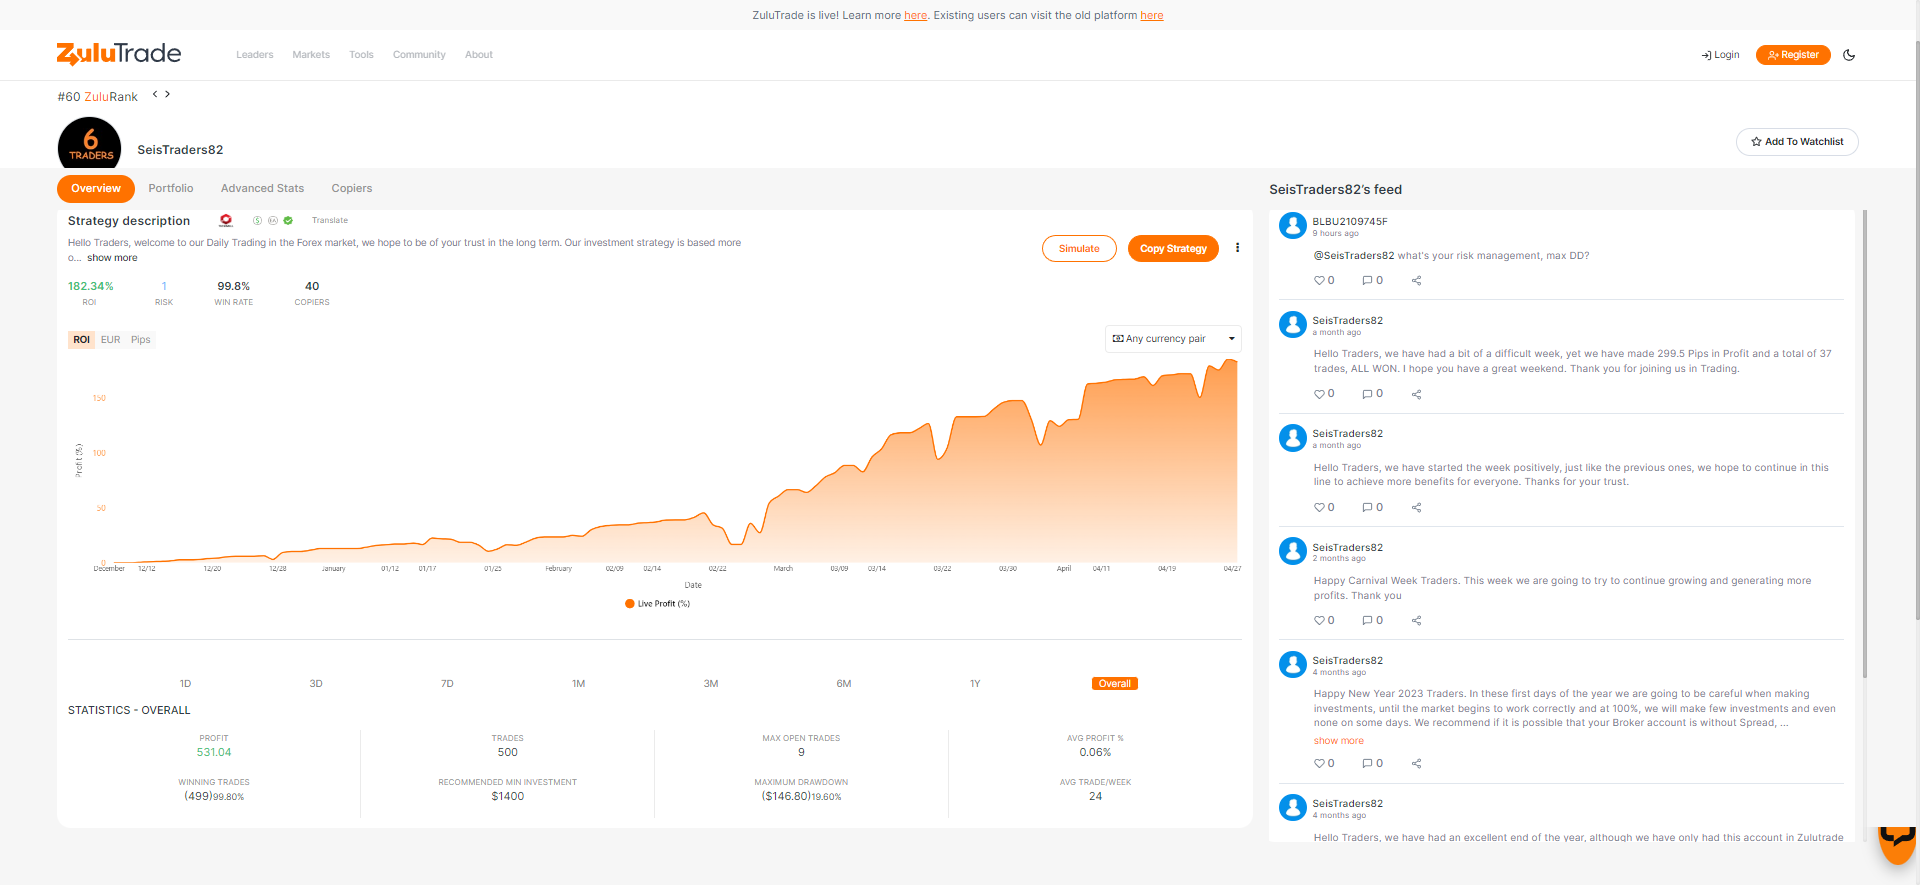 ZuluTrade is live! Learn more here. Existing users can visit the old platform here
ZuluTrade
Leaders Markets Tools Community About
Login Register
#60 ZuluRank
6
TRADERS
SeisTraders82
Add To Watchlist
Overview Portfolio Advanced Stats Copiers
Strategy description
Translate
Hello Traders, welcome to our Daily Trading in the Forex market, we hope to be of your trust in the long term. Our investment strategy is based more
o... show more
Simulate Copy Strategy
182.34% 1 99.8% 40
ROI RISK WIN RATE COPIERS
ROI EUR Pips
Any currency pair
150
100
50
0
Profit (%)
December 12/12 12/20 12/28 January 01/12 01/17 01/25 February 02/09 02/14 02/22 March 03/09 03/14 03/22 03/30 April 04/11 04/19 04/27
Date
Live Profit (%)
1D 3D 7D 1M 3M 6M 1Y Overall
STATISTICS - OVERALL
PROFIT TRADES MAX OPEN TRADES AVG PROFIT %
531.04 500 9 0.06%
WINNING TRADES RECOMMENDED MIN INVESTMENT MAXIMUM DRAWDOWN AVG TRADE/WEEK
(499)99.80% $1400 ($146.80)19.60% 24
SeisTraders82's feed
BLBU2109745F
9 hours ago
@SeisTraders82 what's your risk management, max DD?
0 0
SeisTraders82
a month ago
Hello Traders, we have had a bit of a difficult week, yet we have made 299.5 Pips in Profit and a total of 37
trades, ALL WON. I hope you have a great weekend. Thank you for joining us in Trading.
0 0
SeisTraders82
a month ago
Hello Traders, we have started the week positively, just like the previous ones, we hope to continue in this
line to achieve more benefits for everyone. Thanks for your trust.
0 0
SeisTraders82
2 months ago
Happy Carnival Week Traders. This week we are going to try to continue growing and generating more
profits. Thank you
0 0
SeisTraders82
4 months ago
Happy New Year 2023 Traders. In these first days of the year we are going to be careful when making
investments, until the market begins to work correctly and at 100%, we will make few investments and even
none on some days. We recommend if it is possible that your Broker account is without Spread, ...
show more
0 0
SeisTraders82
4 months ago
Hello Traders, we have had an excellent end of the year, although we have only had this account in Zulutrade